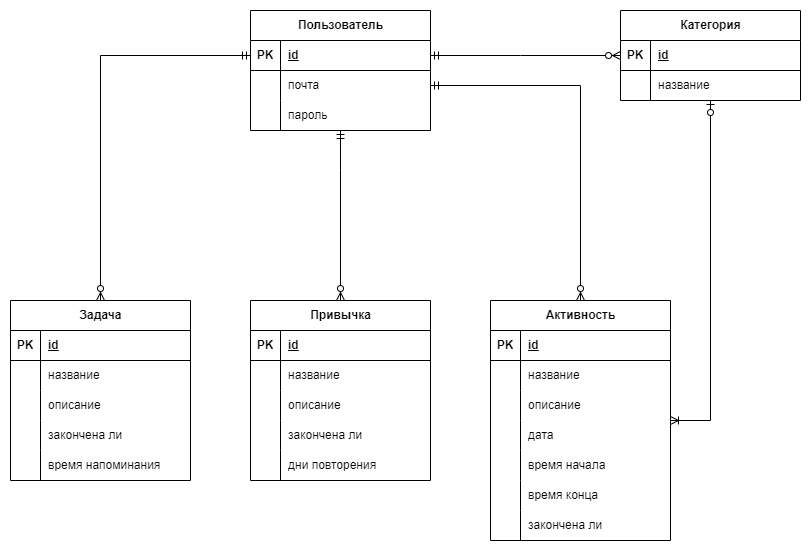 Пользователь
PK id
почта
пароль
Категория
PK id
название
Задача
PK id
название
описание
закончена ли
время напоминания
Привычка
PK id
название
описание
закончена ли
дни повторения
Активность
PK id
название
описание
дата
время начала
время конца
закончена ли